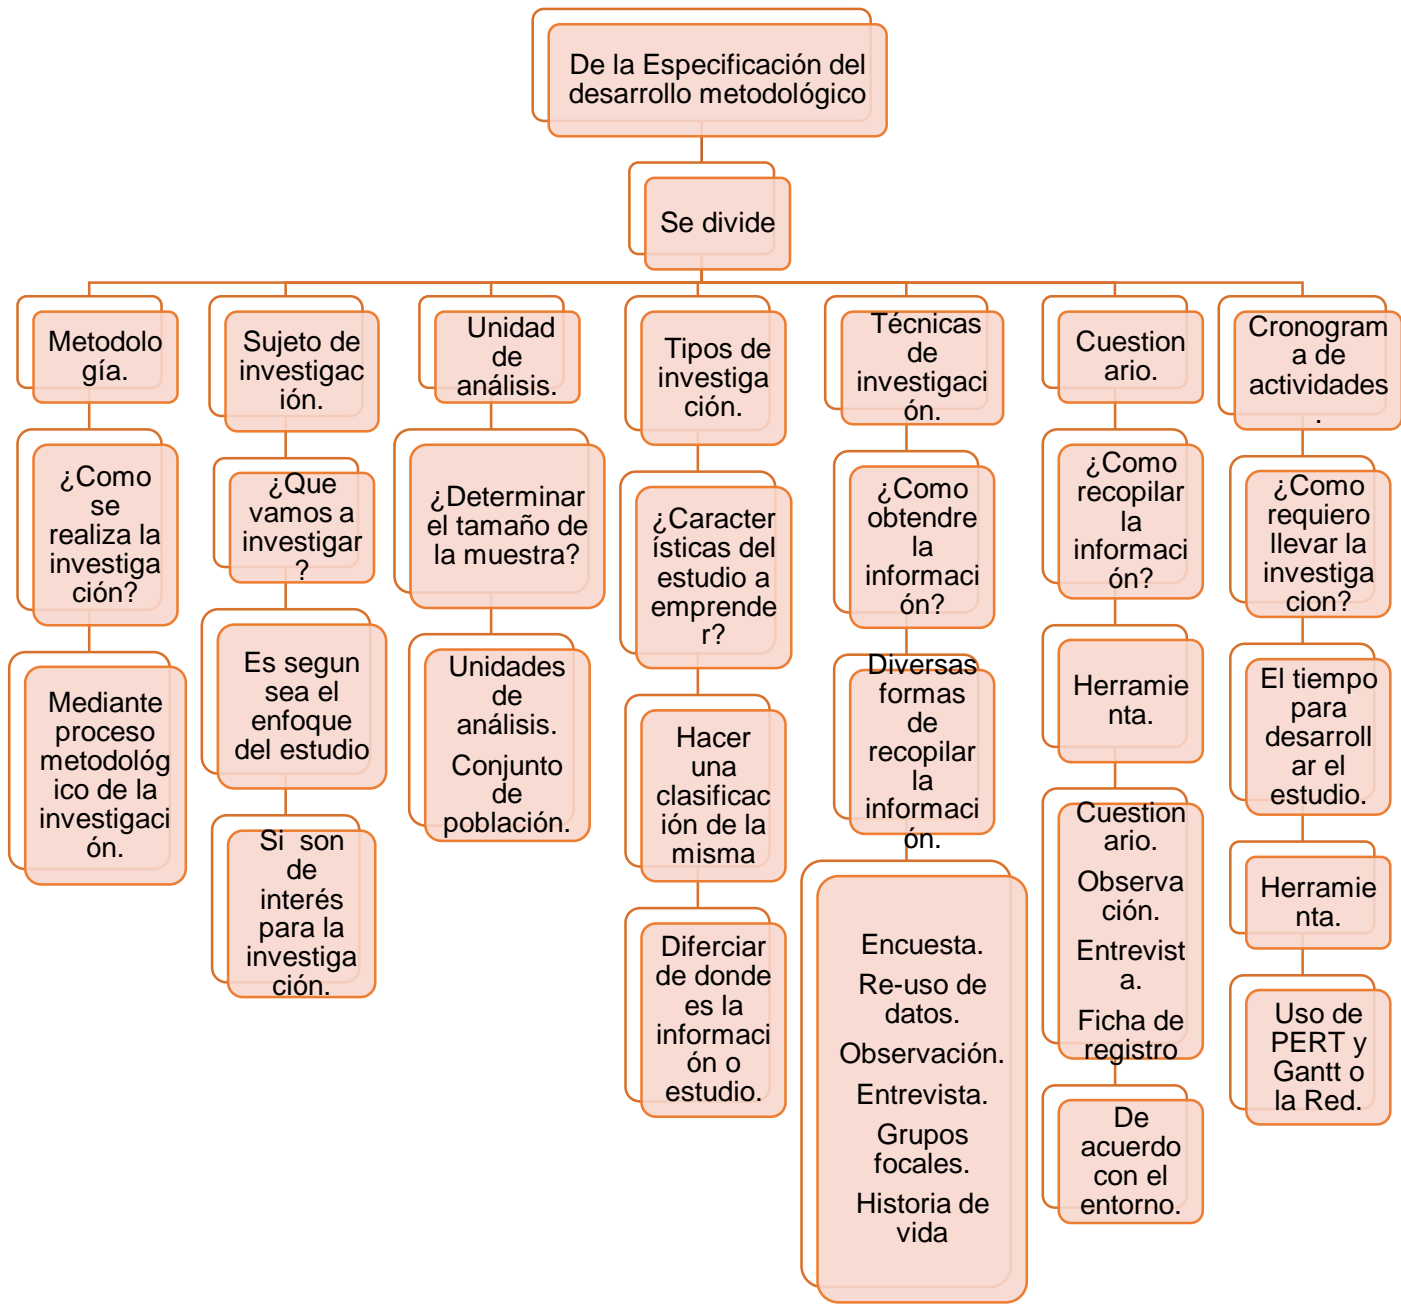 De la Especificación del
desarrollo metodológico
Se divide
Metodolo
gía.
¿Como
se
realiza la
investiga
ción?
Mediante
proceso
metodológ
ico de la
investigaci
ón.
Sujeto de
investigac
ión.
¿Que
vamos a
investigar
?
Es segun
sea el
enfoque
del estudio
Si  son
de
interés
para la
investiga
ción.
Unidad
de
análisis.
¿Determinar
el tamaño de
la muestra?
Unidades
de
análisis.
Conjunto
de
población.
Tipos de
investiga
ción.
¿Caracter
ísticas del
estudio a
emprende
r?
Hacer
una
clasificac
ión de la
misma
Diferciar
de donde
es la
informaci
ón o
estudio.
Técnicas
de
investigaci
ón.
¿Como
obtendre
la
informaci
ón?
Diversas
formas
de
recopilar
la
informaci
ón.
Encuesta.
Re-uso de
datos.
Observación.
Entrevista.
Grupos
focales.
Historia de
vida
Cuestion
ario.
¿Como
recopilar
la
informaci
ón?
Herramie
nta.
Cuestion
ario.
Observa
ción.
Entrevist
a.
Ficha de
registro
De
acuerdo
con el
entorno.
Cronogram
a de
actividades
.
¿Como
requiero
llevar la
investiga
cion?
El tiempo
para
desarroll
ar el
estudio.
Herramie
nta.
Uso de
PERT y
Gantt o
la Red.